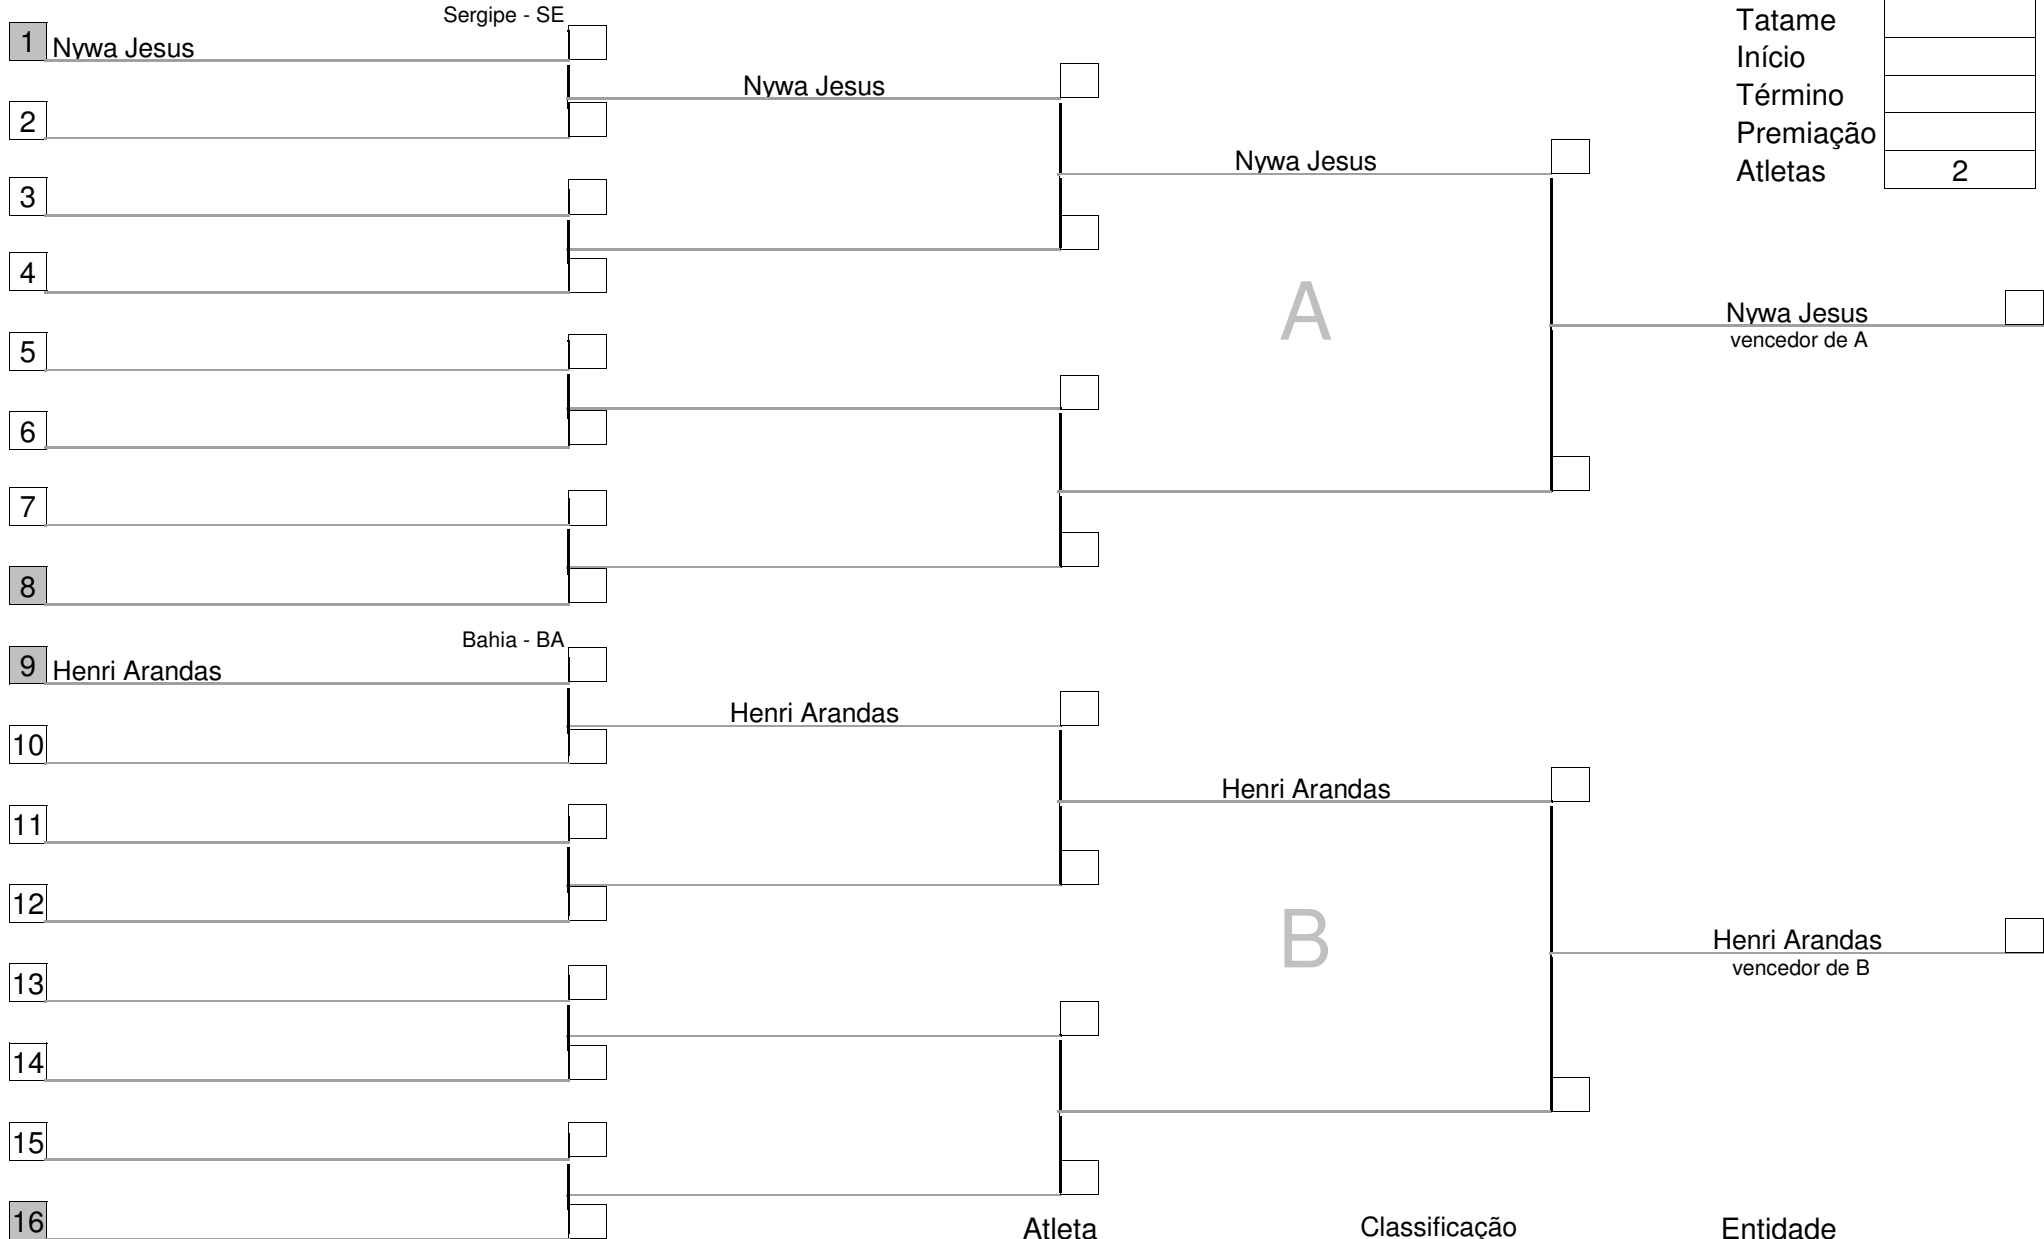 Sergipe - SE
1 Nywa Jesus
Nywa Jesus
2
3
Nywa Jesus
4
A
5
6
7
8
Nywa Jesus
vencedor de A
Tatame
Início
Término
Premiação
Atletas 2
Bahia - BA
9 Henri Arandas
Henri Arandas
10
11
Henri Arandas
12
B
13
14
15
16
Henri Arandas
vencedor de B
Atleta Classificação Entidade